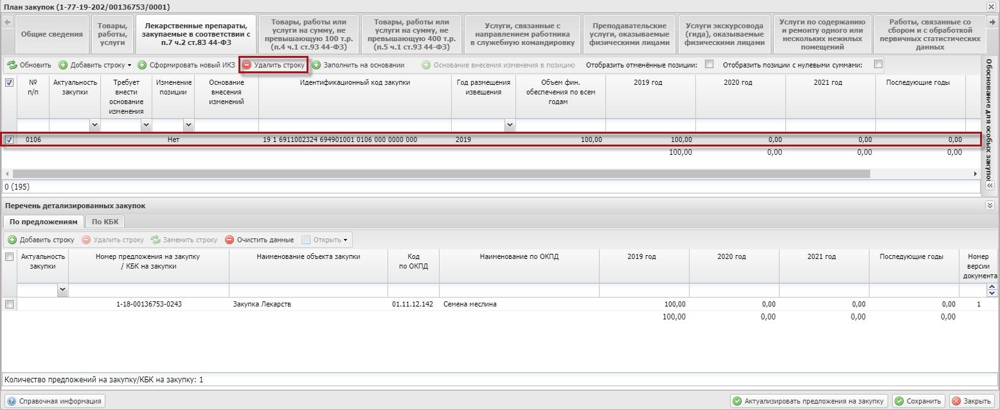 План закупок (1-77-19-202/00136753/0001)
Общие сведения
Товары,
работы,
услуги
Лекарственные препараты,
закупаемые в соответствии с
п.7 ч.2 ст.83 44-ФЗ
Товары, работы или
услуги на сумму, не
превышающую 100 т.р.
(п.4 ч.1 ст.93 44-ФЗ)
Товары, работы или
услуги на сумму, не
превышающую 400 т.р.
(п.5 ч.1 ст.93 44-ФЗ)
Услуги, связанные с
направлением работника
в служебную командировку
Преподавательские
услуги, оказываемые
физическими лицами
Услуги экскурсовода
(гида), оказываемые
физическими лицами
Услуги по содержанию
и ремонту одного или
нескольких нежилых
помещений
Работы, связанные со
сбором и с обработкой
первичных статистических
данных
Обновить Добавить строку Сформировать новый ИКЗ Удалить строку Заполнить на основании Основание внесения изменения в позицию Отобразить отменённые позиции: Отобразить позиции с нулевыми суммами:
Обоснование для особых закупо
№
п/п
Актуальность
закупки
Требует
внести
основание
изменения
Изменение
позиции
Основание
внесения
изменений
Идентификационный код закупки
Год размещения
извещения
Объем фин.
обеспечения по всем
годам
2019 год
2020 год
2021 год
Последующие годы
0106 Нет 19 1 6911002324 694901001 0106 000 0000 000 2019 100,00 100,00 0,00 0,00 0,00
100,00 0,00 0,00 0,00
0 (195)
Перечень детализированных закупок
По предложениям По КБК
Добавить строку Удалить строку Заменить строку Очистить данные Открыть
Актуальность
закупки
Номер предложения на закупку
/ КБК на закупки
Наименование объекта закупки
Код
по ОКПД
Наименование по ОКПД
2019 год
2020 год
2021 год
Последующие годы
Номер
версии
документа
1-18-00136753-0243 Закупка Лекарств 01.11.12.142 Семена меслина 100,00 0,00 0,00 0,00 1
100,00 0,00 0,00 0,00
Количество предложений на закупку/КБК на закупку: 1
Справочная информация Актуализировать предложения на закупку Сохранить Закрыть